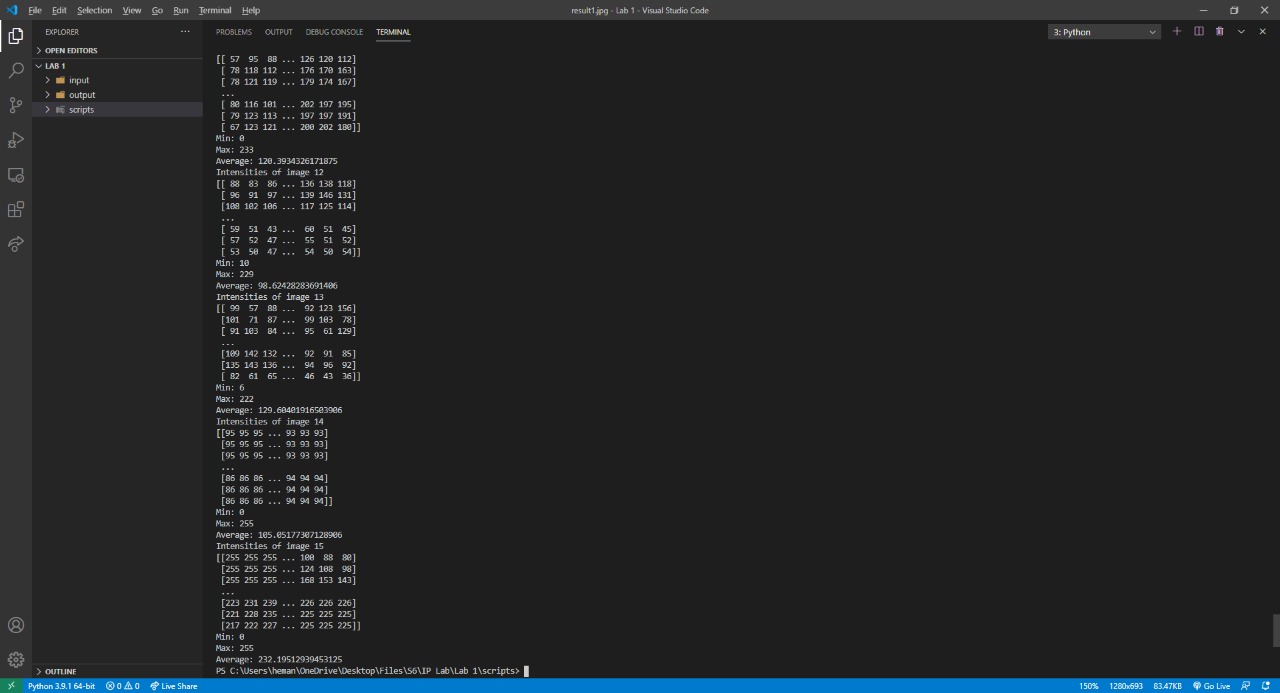 File Edit Selection View Go Run Terminal Help
result1.jpg - Lab 1 - Visual Studio Code
EXPLORER
OPEN EDITORS
LAB 1
input
output
scripts
OUTLINE
PROBLEMS OUTPUT DEBUG CONSOLE TERMINAL
3: Python
[[ 57  95  88 ... 126 120 112]
 [ 78 118 112 ... 176 170 163]
 [ 78 121 119 ... 179 174 167]
 ...
 [ 80 116 101 ... 202 197 195]
 [ 79 123 113 ... 197 197 191]
 [ 67 123 121 ... 200 202 180]]
Min: 0
Max: 233
Average: 120.3934326171875
Intensities of image 12
[[ 88  83  86 ... 136 138 118]
 [ 96  91  97 ... 139 146 131]
 [108 102 106 ... 117 125 114]
 ...
 [ 59  51  43 ...  60  51  45]
 [ 57  52  47 ...  55  51  52]
 [ 53  50  47 ...  54  50  54]]
Min: 10
Max: 229
Average: 98.62428283691406
Intensities of image 13
[[ 99  57  88 ...  92 123 156]
 [101  71  87 ...  99 103  78]
 [ 91 103  84 ...  95  61 129]
 ...
 [109 142 132 ...  92  91  85]
 [135 143 136 ...  94  96  92]
 [ 82  61  65 ...  46  43  36]]
Min: 6
Max: 222
Average: 129.60401916503906
Intensities of image 14
[[95 95 95 ... 93 93 93]
 [95 95 95 ... 93 93 93]
 [95 95 95 ... 93 93 93]
 ...
 [86 86 86 ... 94 94 94]
 [86 86 86 ... 94 94 94]
 [86 86 86 ... 94 94 94]]
Min: 0
Max: 255
Average: 105.05177307128906
Intensities of image 15
[[255 255 255 ... 100  88  80]
 [255 255 255 ... 124 108  98]
 [255 255 255 ... 168 153 143]
 ...
 [223 231 239 ... 226 226 226]
 [221 228 235 ... 225 225 225]
 [217 222 227 ... 225 225 225]]
Min: 0
Max: 255
Average: 232.19512939453125
PS C:\Users\heman\OneDrive\Desktop\Files\S6\IP Lab\Lab 1\scripts>
Python 3.9.1 64-bit 0 0 Live Share
150% 1280x693 83.47KB Go Live